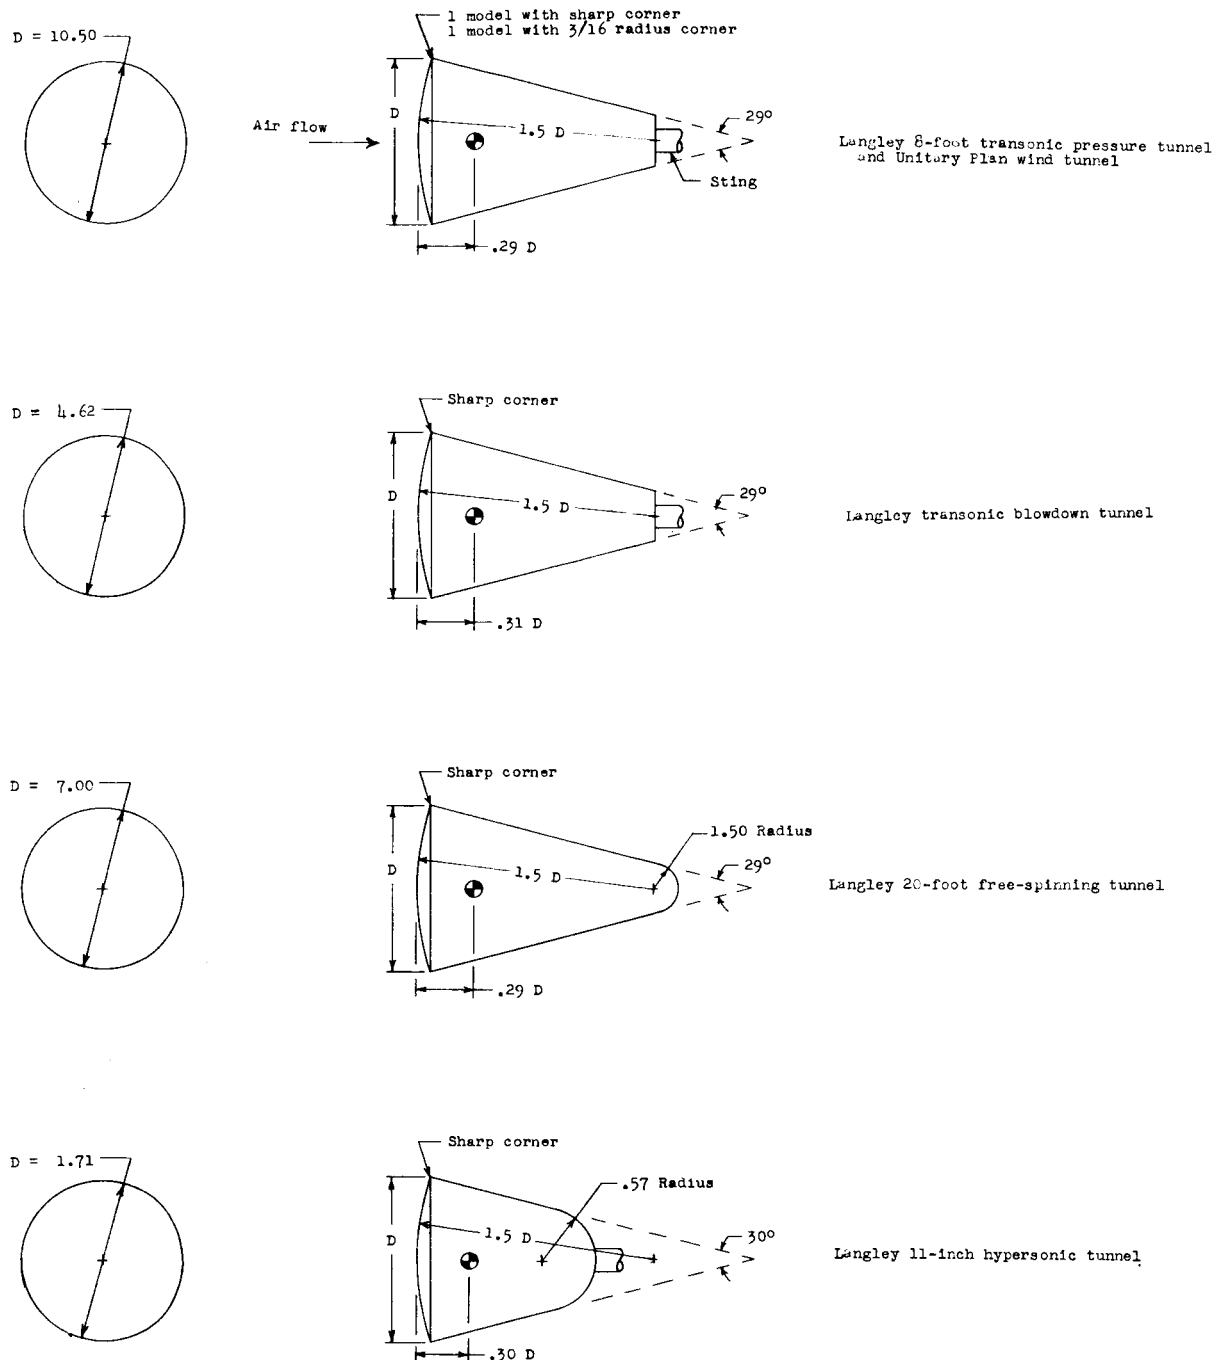 1 model with sharp corner
1 model with 3/16 radius corner
D = 10.50
Air flow
D
1.5 D
29°
Sting
.29 D
Langley 8-foot transonic pressure tunnel
and Unitary Plan wind tunnel
D = 4.62
Sharp corner
D
1.5 D
29°
.31 D
Langley transonic blowdown tunnel
D = 7.00
Sharp corner
D
1.5 D
1.50 Radius
29°
.29 D
Langley 20-foot free-spinning tunnel
D = 1.71
Sharp corner
D
1.5 D
.57 Radius
30°
.30 D
Langley 11-inch hypersonic tunnel